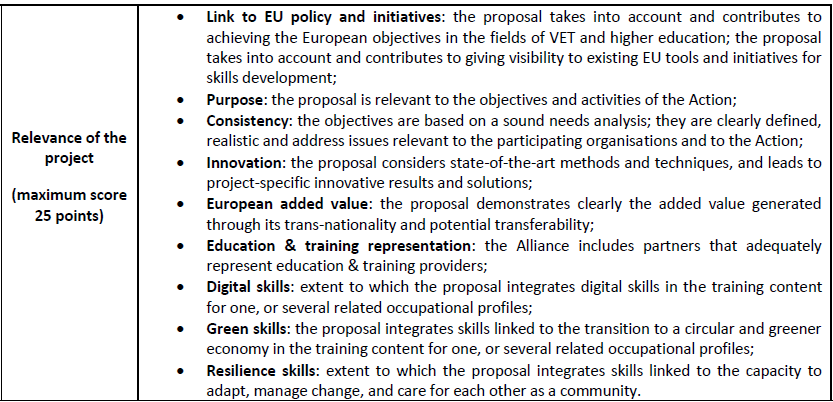 Relevance of the
project
(maximum score
25 points)
• Link to EU policy and initiatives: the proposal takes into account and contributes to
achieving the European objectives in the fields of VET and higher education; the proposal
takes into account and contributes to giving visibility to existing EU tools and initiatives for
skills development;
• Purpose: the proposal is relevant to the objectives and activities of the Action;
• Consistency: the objectives are based on a sound needs analysis; they are clearly defined,
realistic and address issues relevant to the participating organisations and to the Action;
• Innovation: the proposal considers state-of-the-art methods and techniques, and leads to
project-specific innovative results and solutions;
• European added value: the proposal demonstrates clearly the added value generated
through its trans-nationality and potential transferability;
• Education & training representation: the Alliance includes partners that adequately
represent education & training providers;
• Digital skills: extent to which the proposal integrates digital skills in the training content
for one, or several related occupational profiles;
• Green skills: the proposal integrates skills linked to the transition to a circular and greener
economy in the training content for one, or several related occupational profiles;
• Resilience skills: extent to which the proposal integrates skills linked to the capacity to
adapt, manage change, and care for each other as a community.